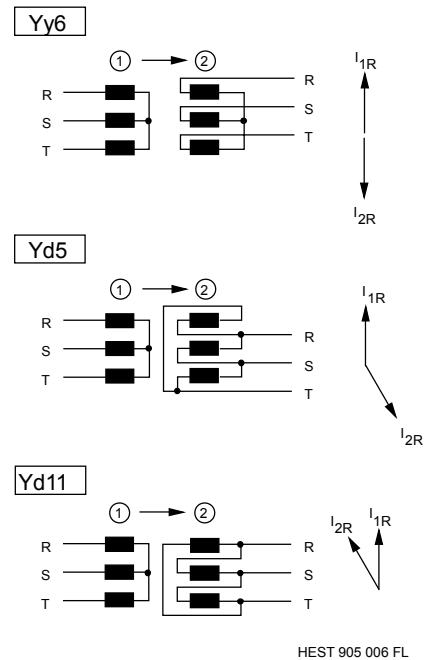 Yy6
1 2
R R
S S
T T
I1R
I2R
Yd5
1 2
R R
S S
T T
I1R
I2R
Yd11
1 2
R R
S S
T T
I2R I1R
HEST 905 006 FL